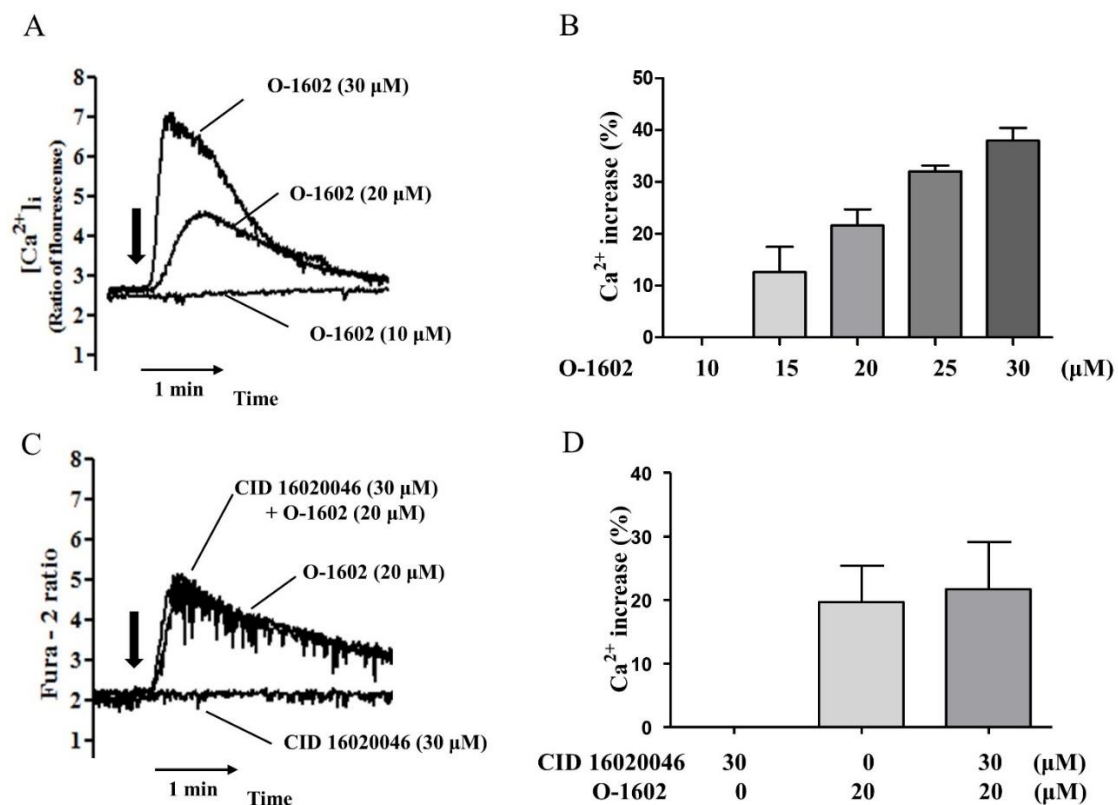 A
8
7
6
5
4
3
2
1
[Ca2+]i
(Ratio of flourescense)
O-1602 (30 μM)
O-1602 (20 μM)
O-1602 (10 μM)
1 min
Time
B
50
40
30
20
10
0
Ca2+ increase (%)
O-1602 10 15 20 25 30 (μM)
C
8
7
6
5
4
3
2
1
Fura - 2 ratio
CID 16020046 (30 μM)
+ O-1602 (20 μM)
O-1602 (20 μM)
CID 16020046 (30 μM)
1 min
Time
D
40
30
20
10
0
Ca2+ increase (%)
CID 16020046 30 0 30 (μM)
O-1602 0 20 20 (μM)